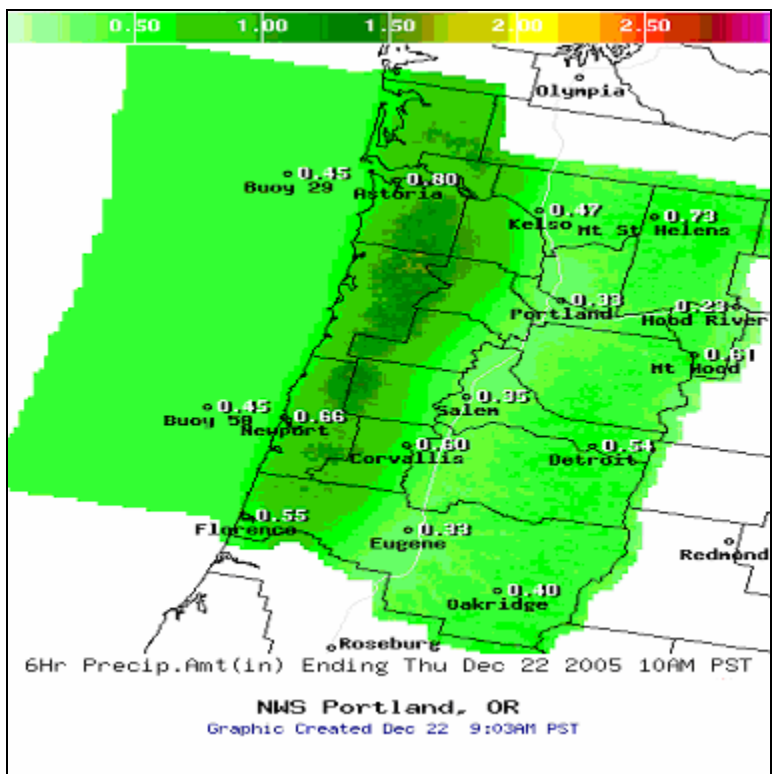 0.50 1.00 1.50 2.00 2.50
Olympia
0.45
Buoy 29
0.80
Astoria
0.47
Kelso
0.73
Mt St Helens
0.33
Portland
0.23
Hood River
0.61
Mt Hood
0.35
Salem
0.45
Buoy 50
0.66
Newport
0.60
Corvallis
0.54
Detroit
0.55
Florence
0.33
Eugene
Redmond
0.40
Oakridge
Roseburg
6Hr Precip.Amt(in) Ending Thu Dec 22 2005 10AM PST
NWS Portland, OR
Graphic Created Dec 22 9:03AM PST